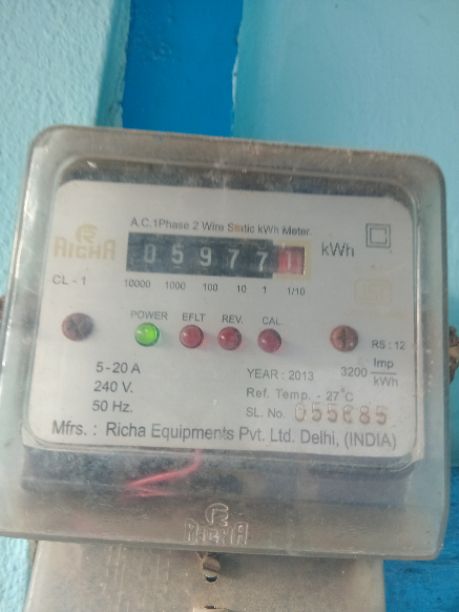 A.C.1Phase 2 Wire Static kWh Meter.
RICHA
05977 1 kWh
CL - 1
10000 1000 100 10 1 1/10
POWER EFLT REV. CAL
RS : 12
5-20 A
240 V.
50 Hz.
YEAR : 2013
3200 Imp/kWh
Ref. Temp. - 27°C
SL. No.
Mfrs. : Richa Equipments Pvt. Ltd. Delhi, (INDIA)
RICHA